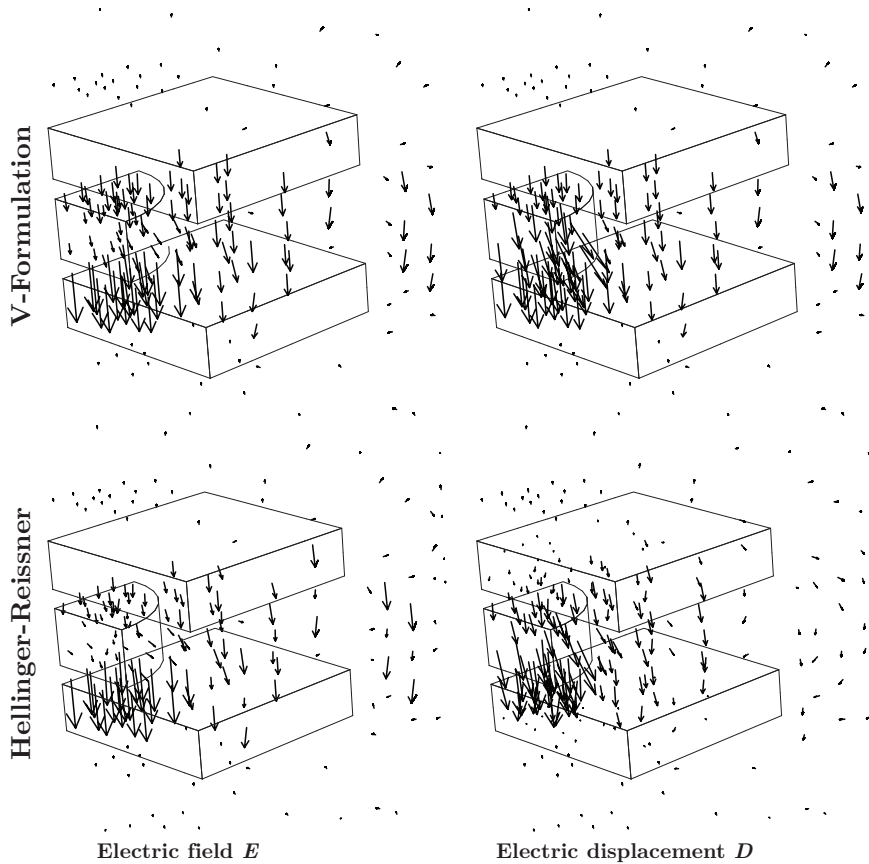 V-Formulation
Hellinger-Reissner
Electric field E
Electric displacement D